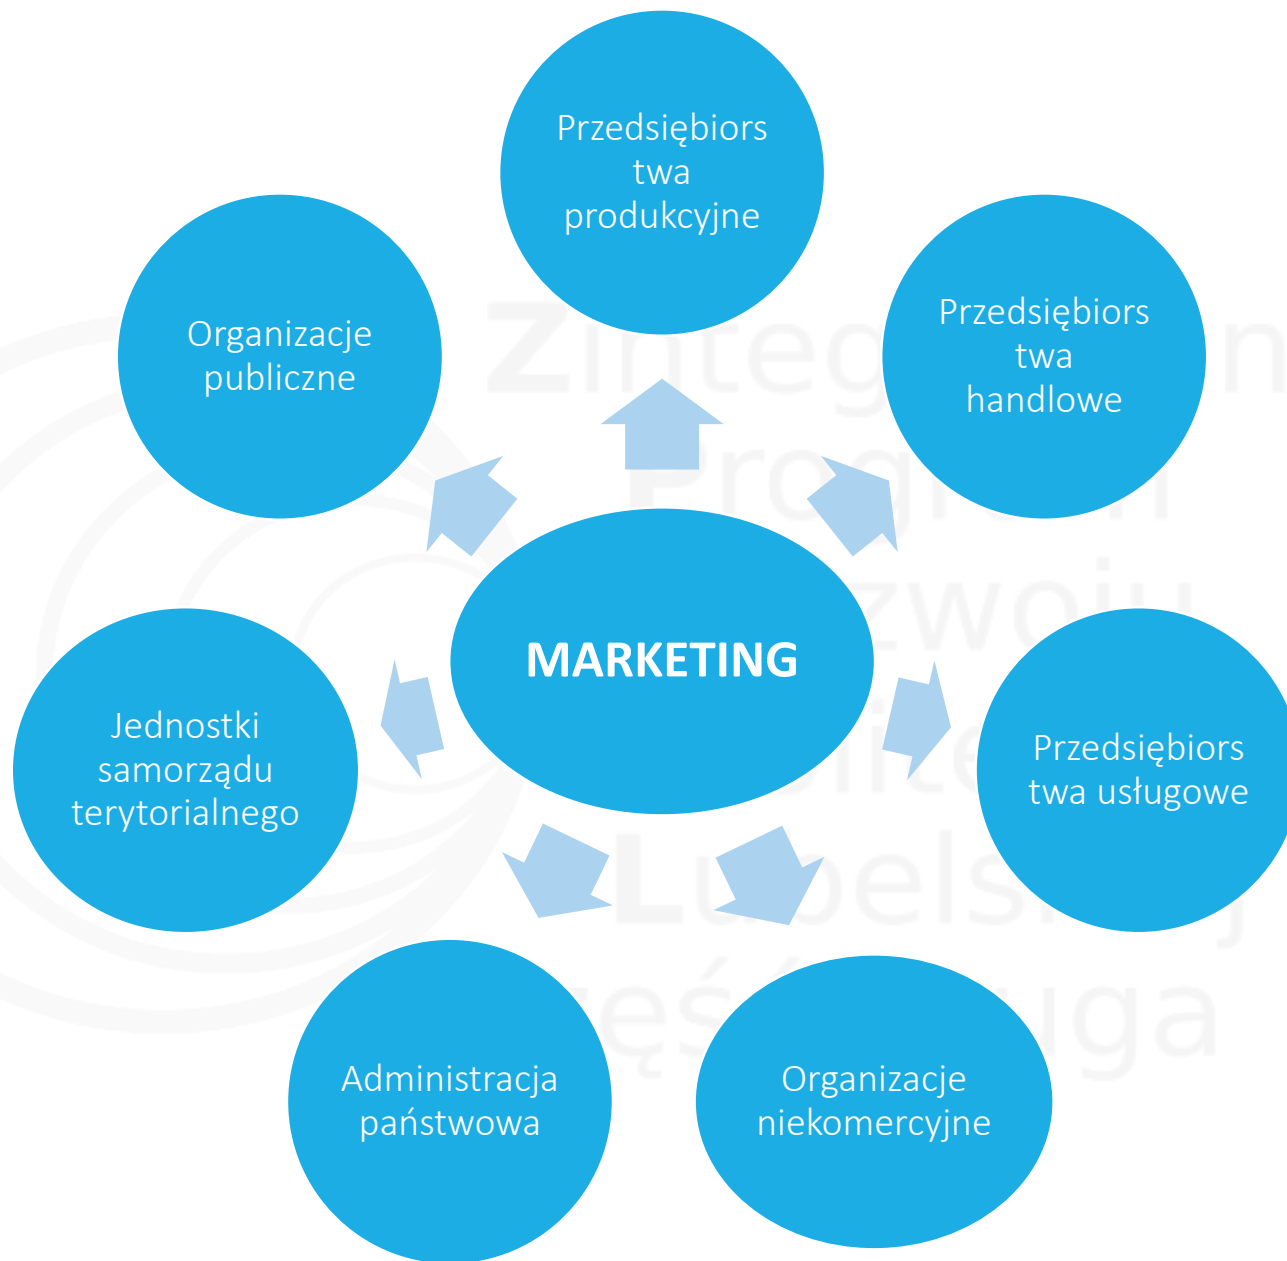 Przedsiębiors
twa
produkcyjne
Przedsiębiors
twa
handlowe
Przedsiębiors
twa usługowe
Organizacje
niekomercyjne
Administracja
państwowa
Jednostki
samorządu
terytorialnego
Organizacje
publiczne
MARKETING